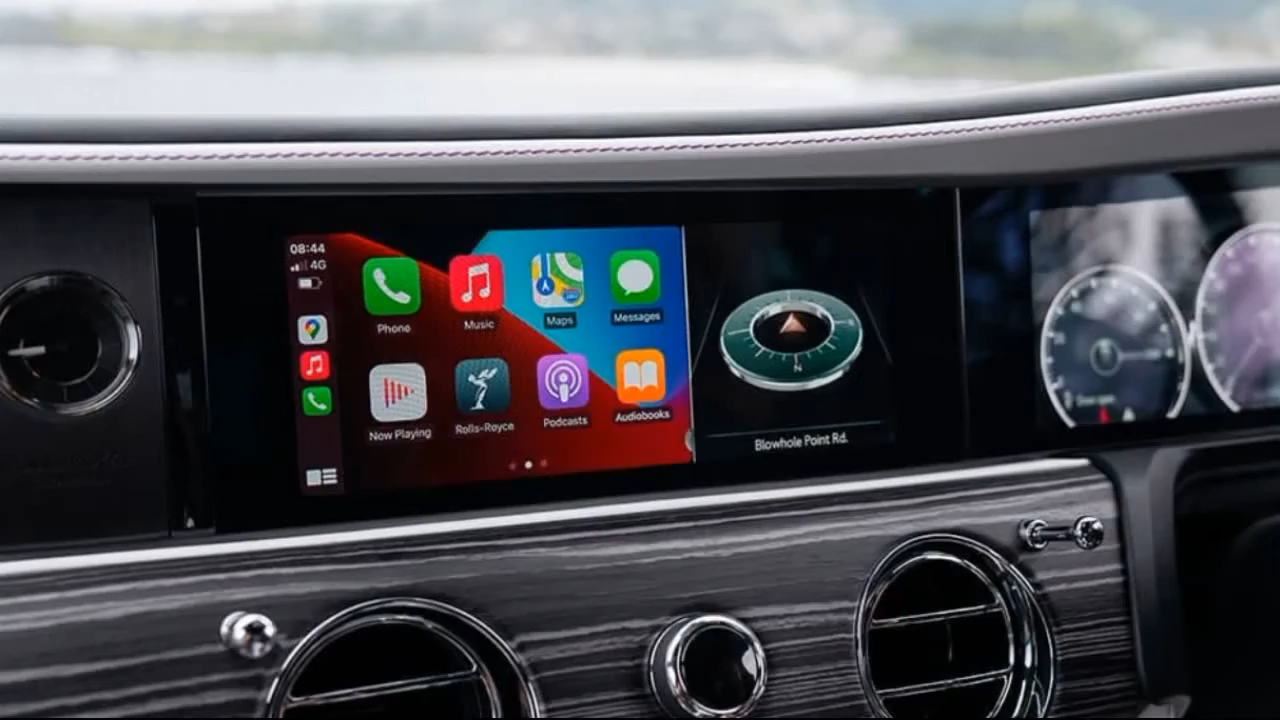 08:44
4G
Phone
Music
Maps
Messages
Now Playing
Rolls-Royce
Podcasts
Audiobooks
N
Blowhole Point Rd.